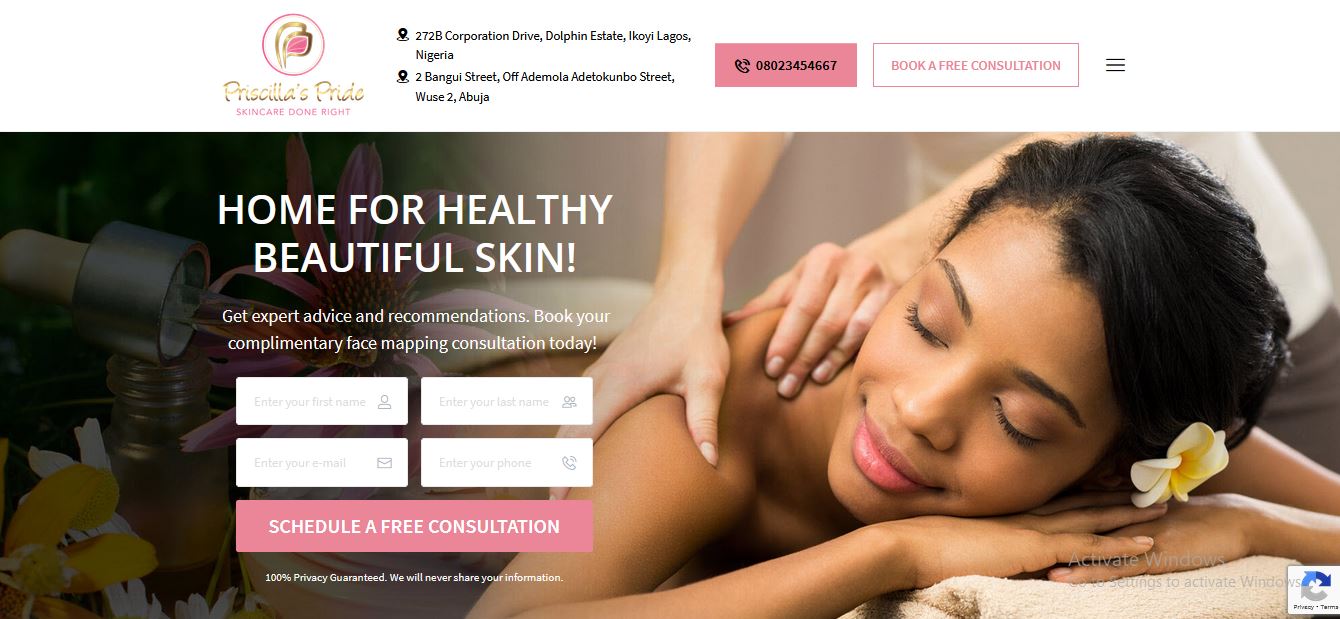 Priscilla's Pride
SKINCARE DONE RIGHT
272B Corporation Drive, Dolphin Estate, Ikoyi Lagos,
Nigeria
2 Bangui Street, Off Ademola Adetokunbo Street,
Wuse 2, Abuja
08023454667
BOOK A FREE CONSULTATION
HOME FOR HEALTHY
BEAUTIFUL SKIN!
Get expert advice and recommendations. Book your
complimentary face mapping consultation today!
Enter your first name
Enter your last name
Enter your e-mail
Enter your phone
SCHEDULE A FREE CONSULTATION
100% Privacy Guaranteed. We will never share your information.
Activate Windows
Go to Settings to activate Windows
Privacy - Terms